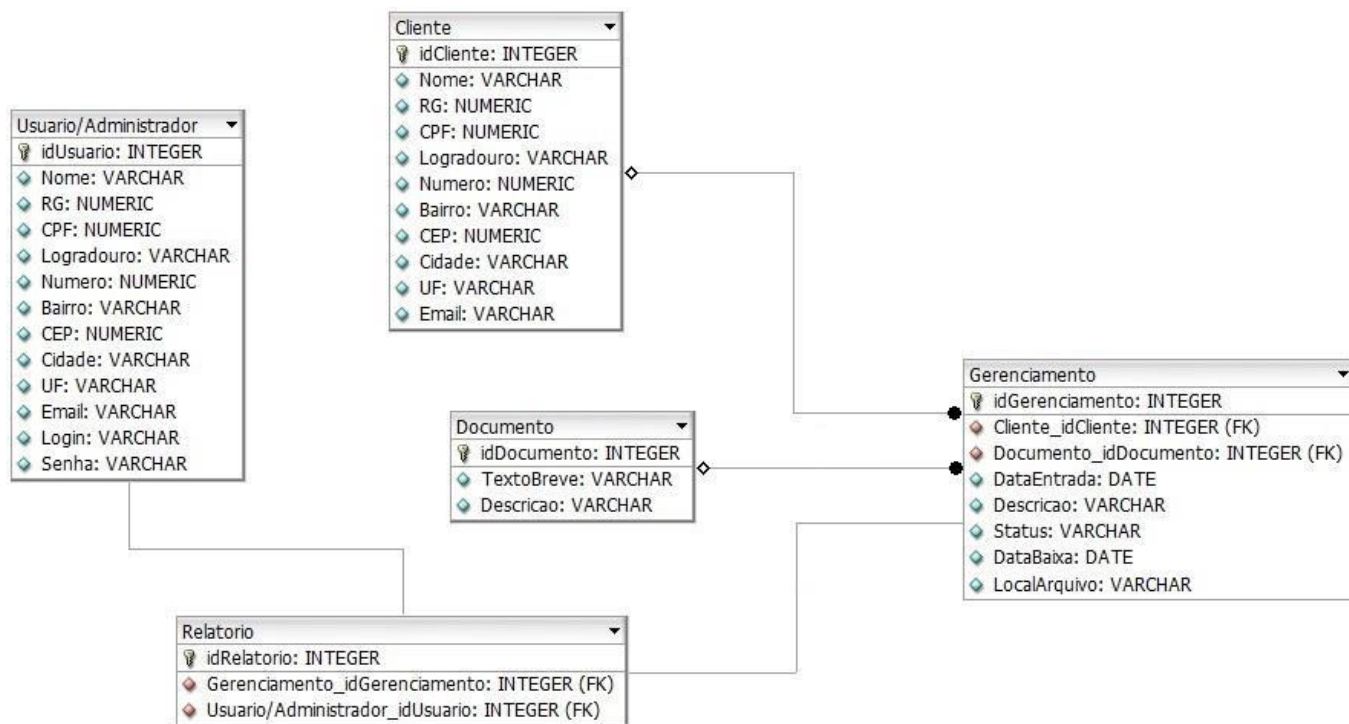 Cliente
idCliente: INTEGER
Nome: VARCHAR
RG: NUMERIC
CPF: NUMERIC
Logradouro: VARCHAR
Numero: NUMERIC
Bairro: VARCHAR
CEP: NUMERIC
Cidade: VARCHAR
UF: VARCHAR
Email: VARCHAR
Usuario/Administrador
idUsuario: INTEGER
Nome: VARCHAR
RG: NUMERIC
CPF: NUMERIC
Logradouro: VARCHAR
Numero: NUMERIC
Bairro: VARCHAR
CEP: NUMERIC
Cidade: VARCHAR
UF: VARCHAR
Email: VARCHAR
Login: VARCHAR
Senha: VARCHAR
Documento
idDocumento: INTEGER
TextoBreve: VARCHAR
Descricao: VARCHAR
Gerenciamento
idGerenciamento: INTEGER
Cliente_idCliente: INTEGER (FK)
Documento_idDocumento: INTEGER (FK)
DataEntrada: DATE
Descricao: VARCHAR
Status: VARCHAR
DataBaixa: DATE
LocalArquivo: VARCHAR
Relatorio
idRelatorio: INTEGER
Gerenciamento_idGerenciamento: INTEGER (FK)
Usuario/Administrador_idUsuario: INTEGER (FK)